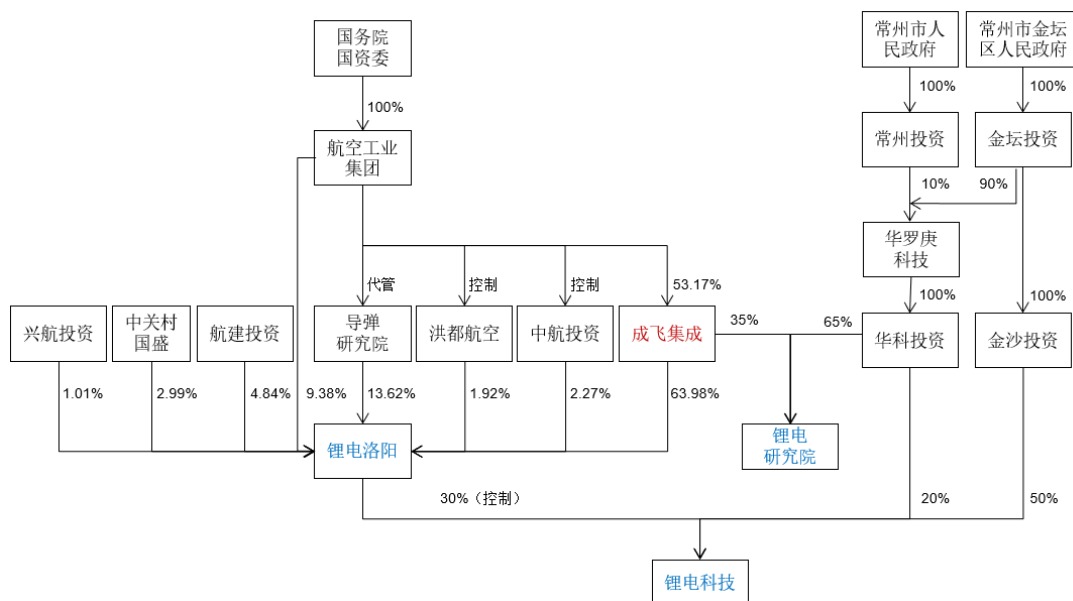 国务院
国资委
常州市人
民政府
常州市金坛
区人民政府
100%
100%
100%
航空工业
集团
常州投资
金坛投资
10%
90%
华罗庚
科技
代管
控制
控制
53.17%
100%
100%
兴航投资
中关村
国盛
航建投资
导弹
研究院
洪都航空
中航投资
成飞集成
35%
65%
华科投资
金沙投资
1.01%
2.99%
4.84%
9.38%
13.62%
1.92%
2.27%
63.98%
锂电洛阳
锂电
研究院
30%（控制）
20%
50%
锂电科技